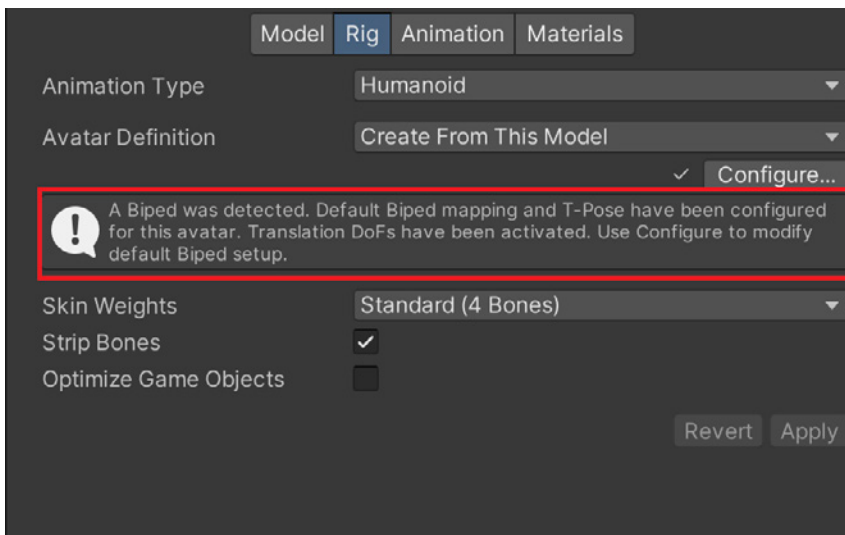 Model Rig Animation Materials
Animation Type Humanoid
Avatar Definition Create From This Model
Configure...
A Biped was detected. Default Biped mapping and T-Pose have been configured
for this avatar. Translation DoFs have been activated. Use Configure to modify
default Biped setup.
Skin Weights Standard (4 Bones)
Strip Bones
Optimize Game Objects
Revert Apply